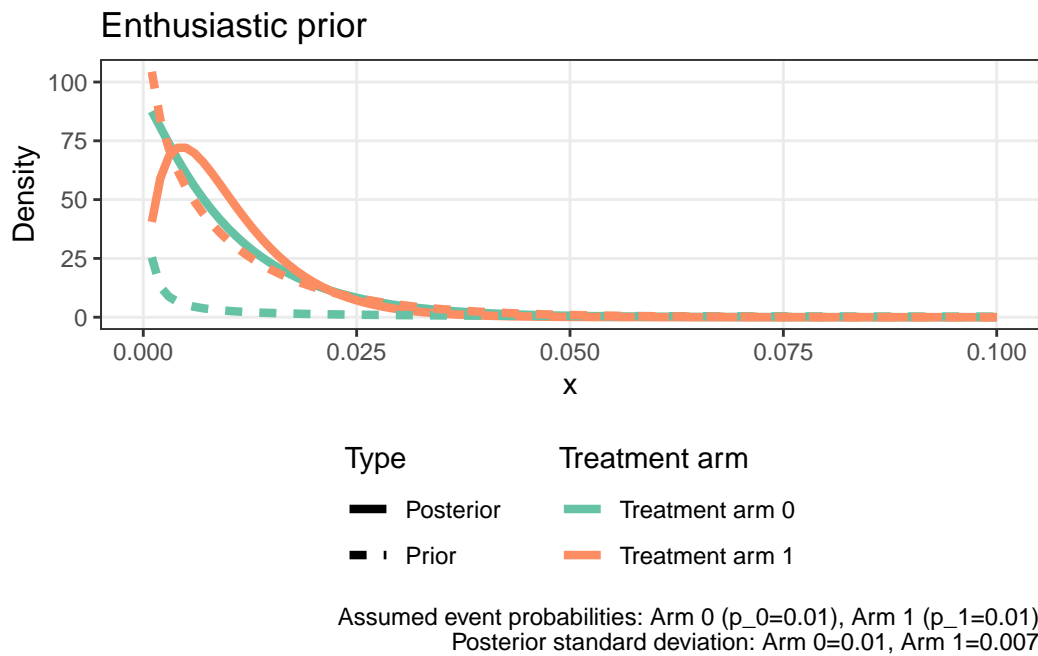 Enthusiastic prior
100
75
50
25
0
Density
0.000 0.025 0.050 0.075 0.100
x
Type Treatment arm
Posterior Treatment arm 0
Prior Treatment arm 1
Assumed event probabilities: Arm 0 (p_0=0.01), Arm 1 (p_1=0.01)
Posterior standard deviation: Arm 0=0.01, Arm 1=0.007